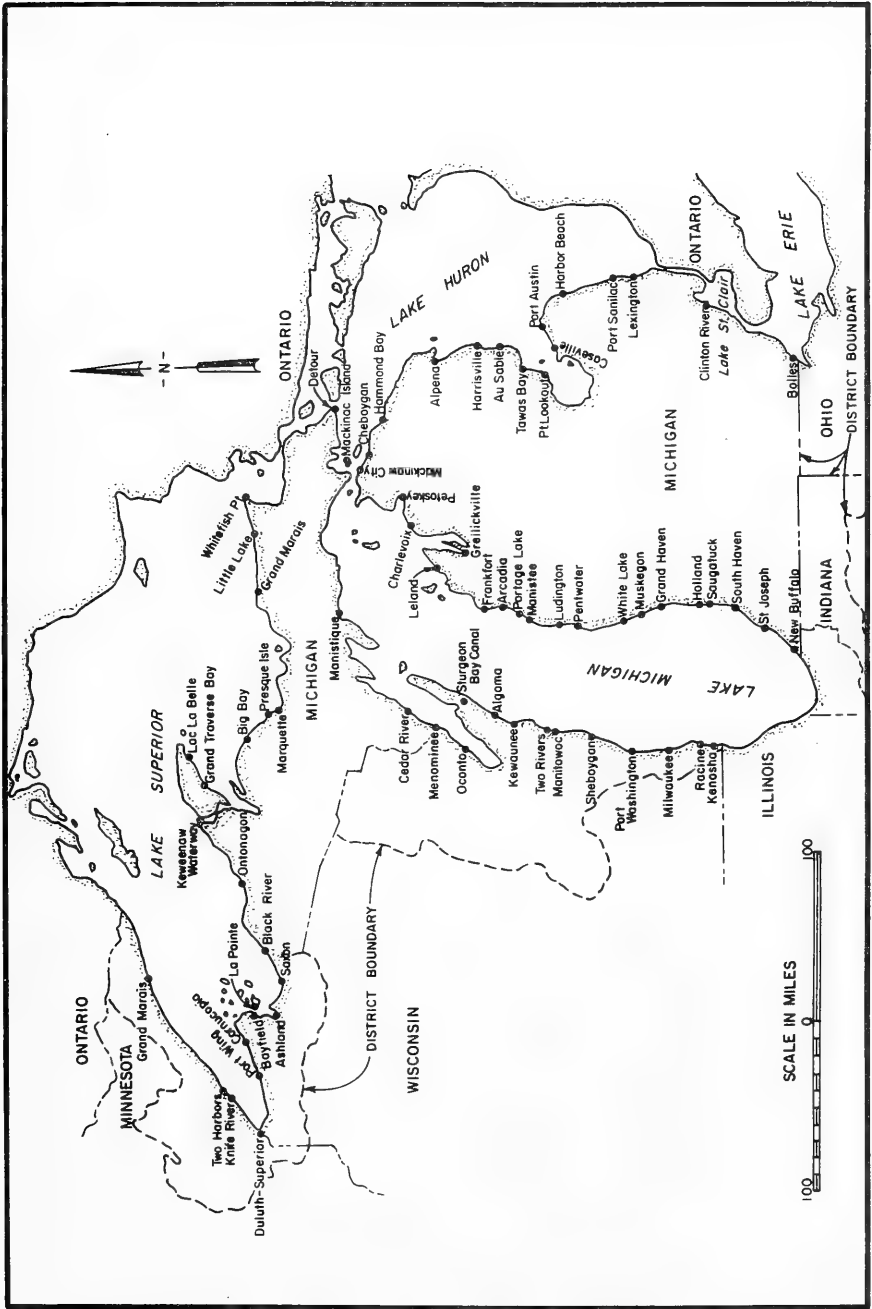 ONTARIO
MINNESOTA
Grand Marais
Two Harbors
Knife River
Duluth-Superior
Port Wing
Cornucopia
Bayfield
Ashland
La Pointe
Saxon
Black River
Ontonagon
Keweenaw
Waterway
LAKE SUPERIOR
Lac La Belle
Grand Traverse Bay
Big Bay
Presque Isle
Marquette
MICHIGAN
Grand Marais
Little Lake
Whitefish Pt
-N-
ONTARIO
Detour
Mackinac Island
Cheboygan
Hammond Bay
Mackinaw City
Manistique
Petoskey
Charlevoix
Leland
Greilickville
Frankfort
Arcadia
Portage Lake
Manistee
Ludington
Pentwater
White Lake
Muskegon
Grand Haven
Holland
Saugatuck
South Haven
St Joseph
New Buffalo
LAKE MICHIGAN
Cedar River
Menominee
Oconto
Sturgeon
Bay Canal
Algoma
Kewaunee
Two Rivers
Manitowoc
Sheboygan
Port
Washington
Milwaukee
Racine
Kenosha
ILLINOIS
INDIANA
OHIO
DISTRICT BOUNDARY
WISCONSIN
DISTRICT BOUNDARY
MICHIGAN
LAKE HURON
Alpena
Harrisville
Au Sable
Tawas Bay
Pt Lookout
Caseville
Port Austin
Harbor Beach
Port Sanilac
Lexington
ONTARIO
Clinton River
Lake St. Clair
LAKE ERIE
Bolles
SCALE IN MILES
100 0 100